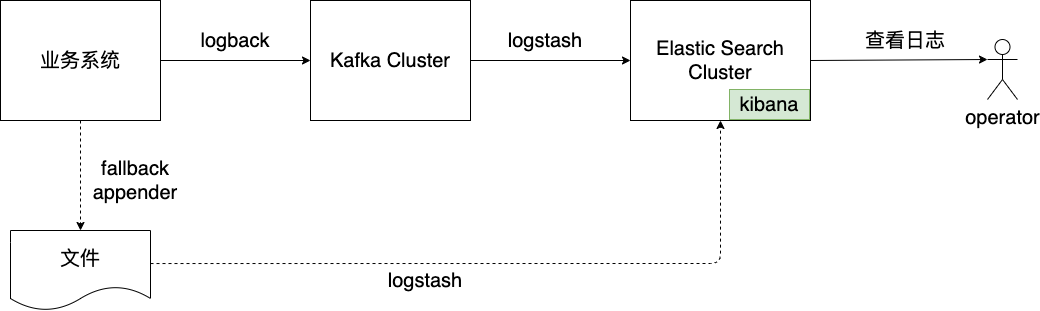 业务系统
logback
Kafka Cluster
logstash
Elastic Search
Cluster
kibana
查看日志
operator
fallback
appender
文件
logstash